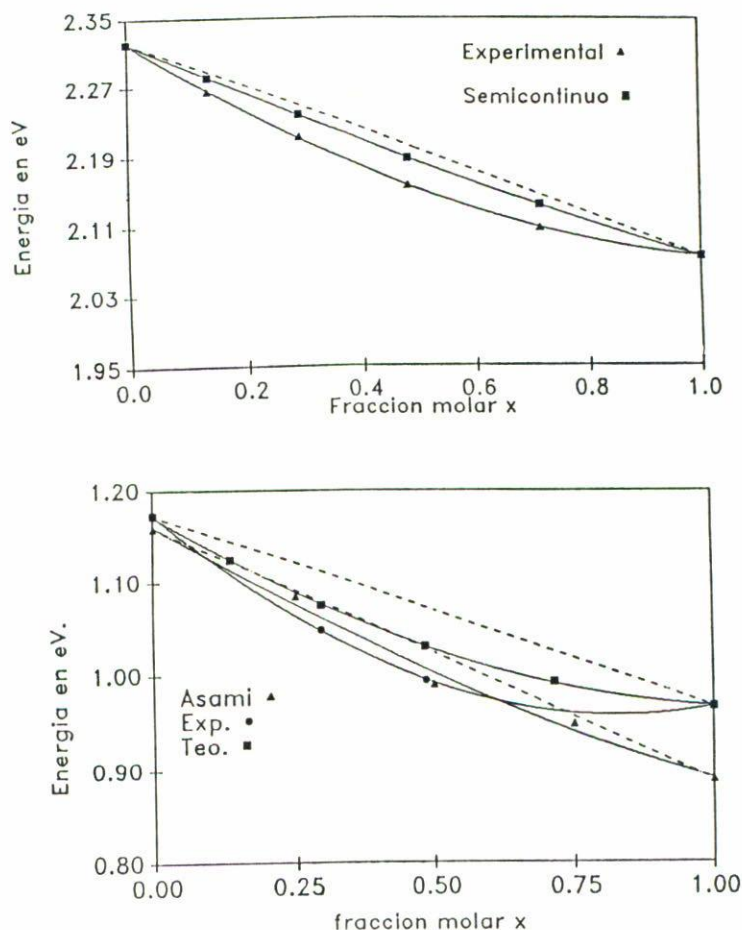 2.35
Experimental
2.27
Semicontinuo
2.19
2.11
2.03
1.95
Energia en eV
0.0 0.2 0.4 0.6 0.8 1.0
Fraccion molar x
1.20
1.10
1.00
Asami
Exp.
Teo.
0.90
0.80
Energia en eV.
0.00 0.25 0.50 0.75 1.00
fraccion molar x